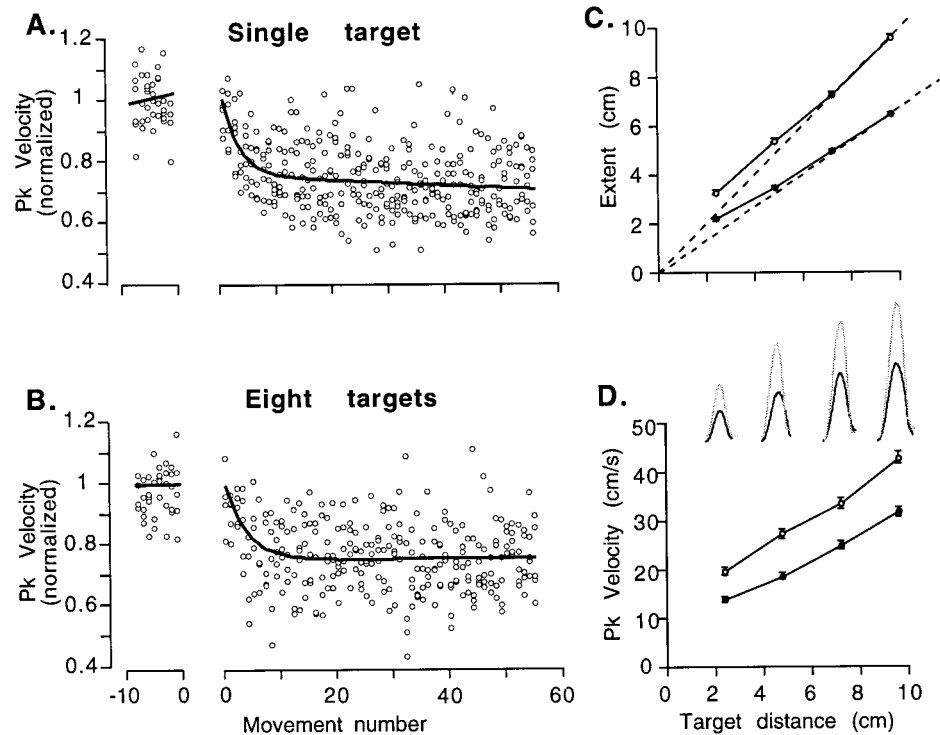 A.
Single target
Pk Velocity
(normalized)
1.2
1
0.8
0.6
0.4
B.
Eight targets
Pk Velocity
(normalized)
1.2
1
0.8
0.6
0.4
-10 0 0 20 40 60
Movement number
C.
Extent (cm)
10
8
6
4
2
0
D.
Pk Velocity (cm/s)
50
40
30
20
10
0
0 2 4 6 8 10
Target distance (cm)